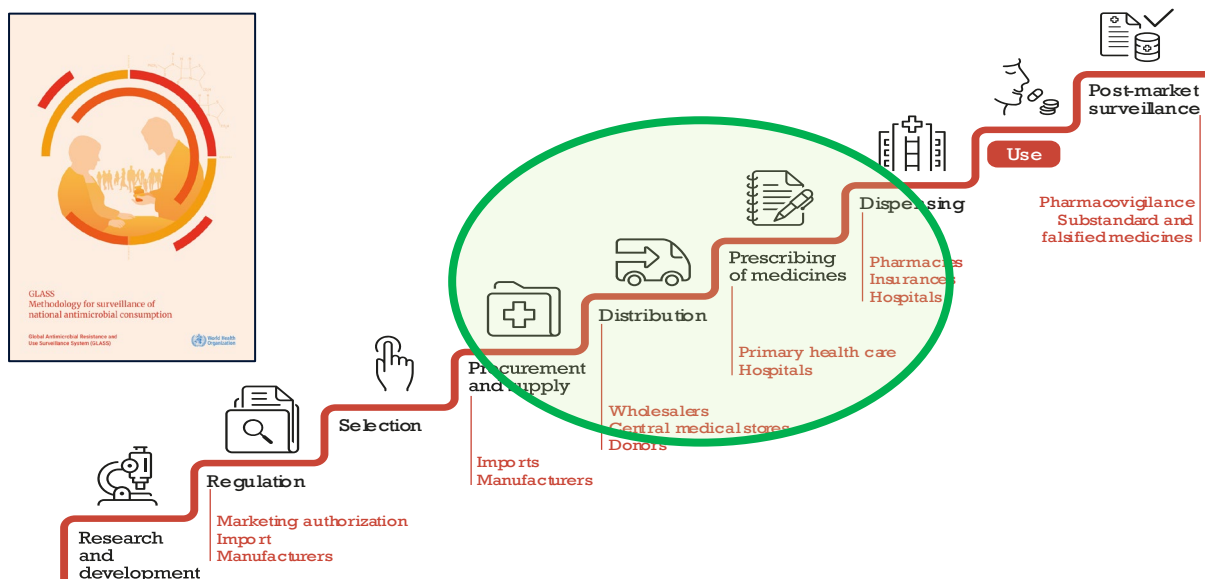 GLASS
Methodology for surveillance of
national antimicrobial consumption
Global Antimicrobial Resistance and
Use Surveillance System (GLASS)
World Health
Organization
Research
and
development
Regulation
Marketing authorization
Import
Manufacturers
Selection
Procurement
and supply
Imports
Manufacturers
Distribution
Wholesalers
Central medical stores
Donors
Prescribing
of medicines
Primary health care
Hospitals
Dispensing
Pharmacies
Insurances
Hospitals
Use
Post-market
surveillance
Pharmacovigilance
Substandard and
falsified medicines